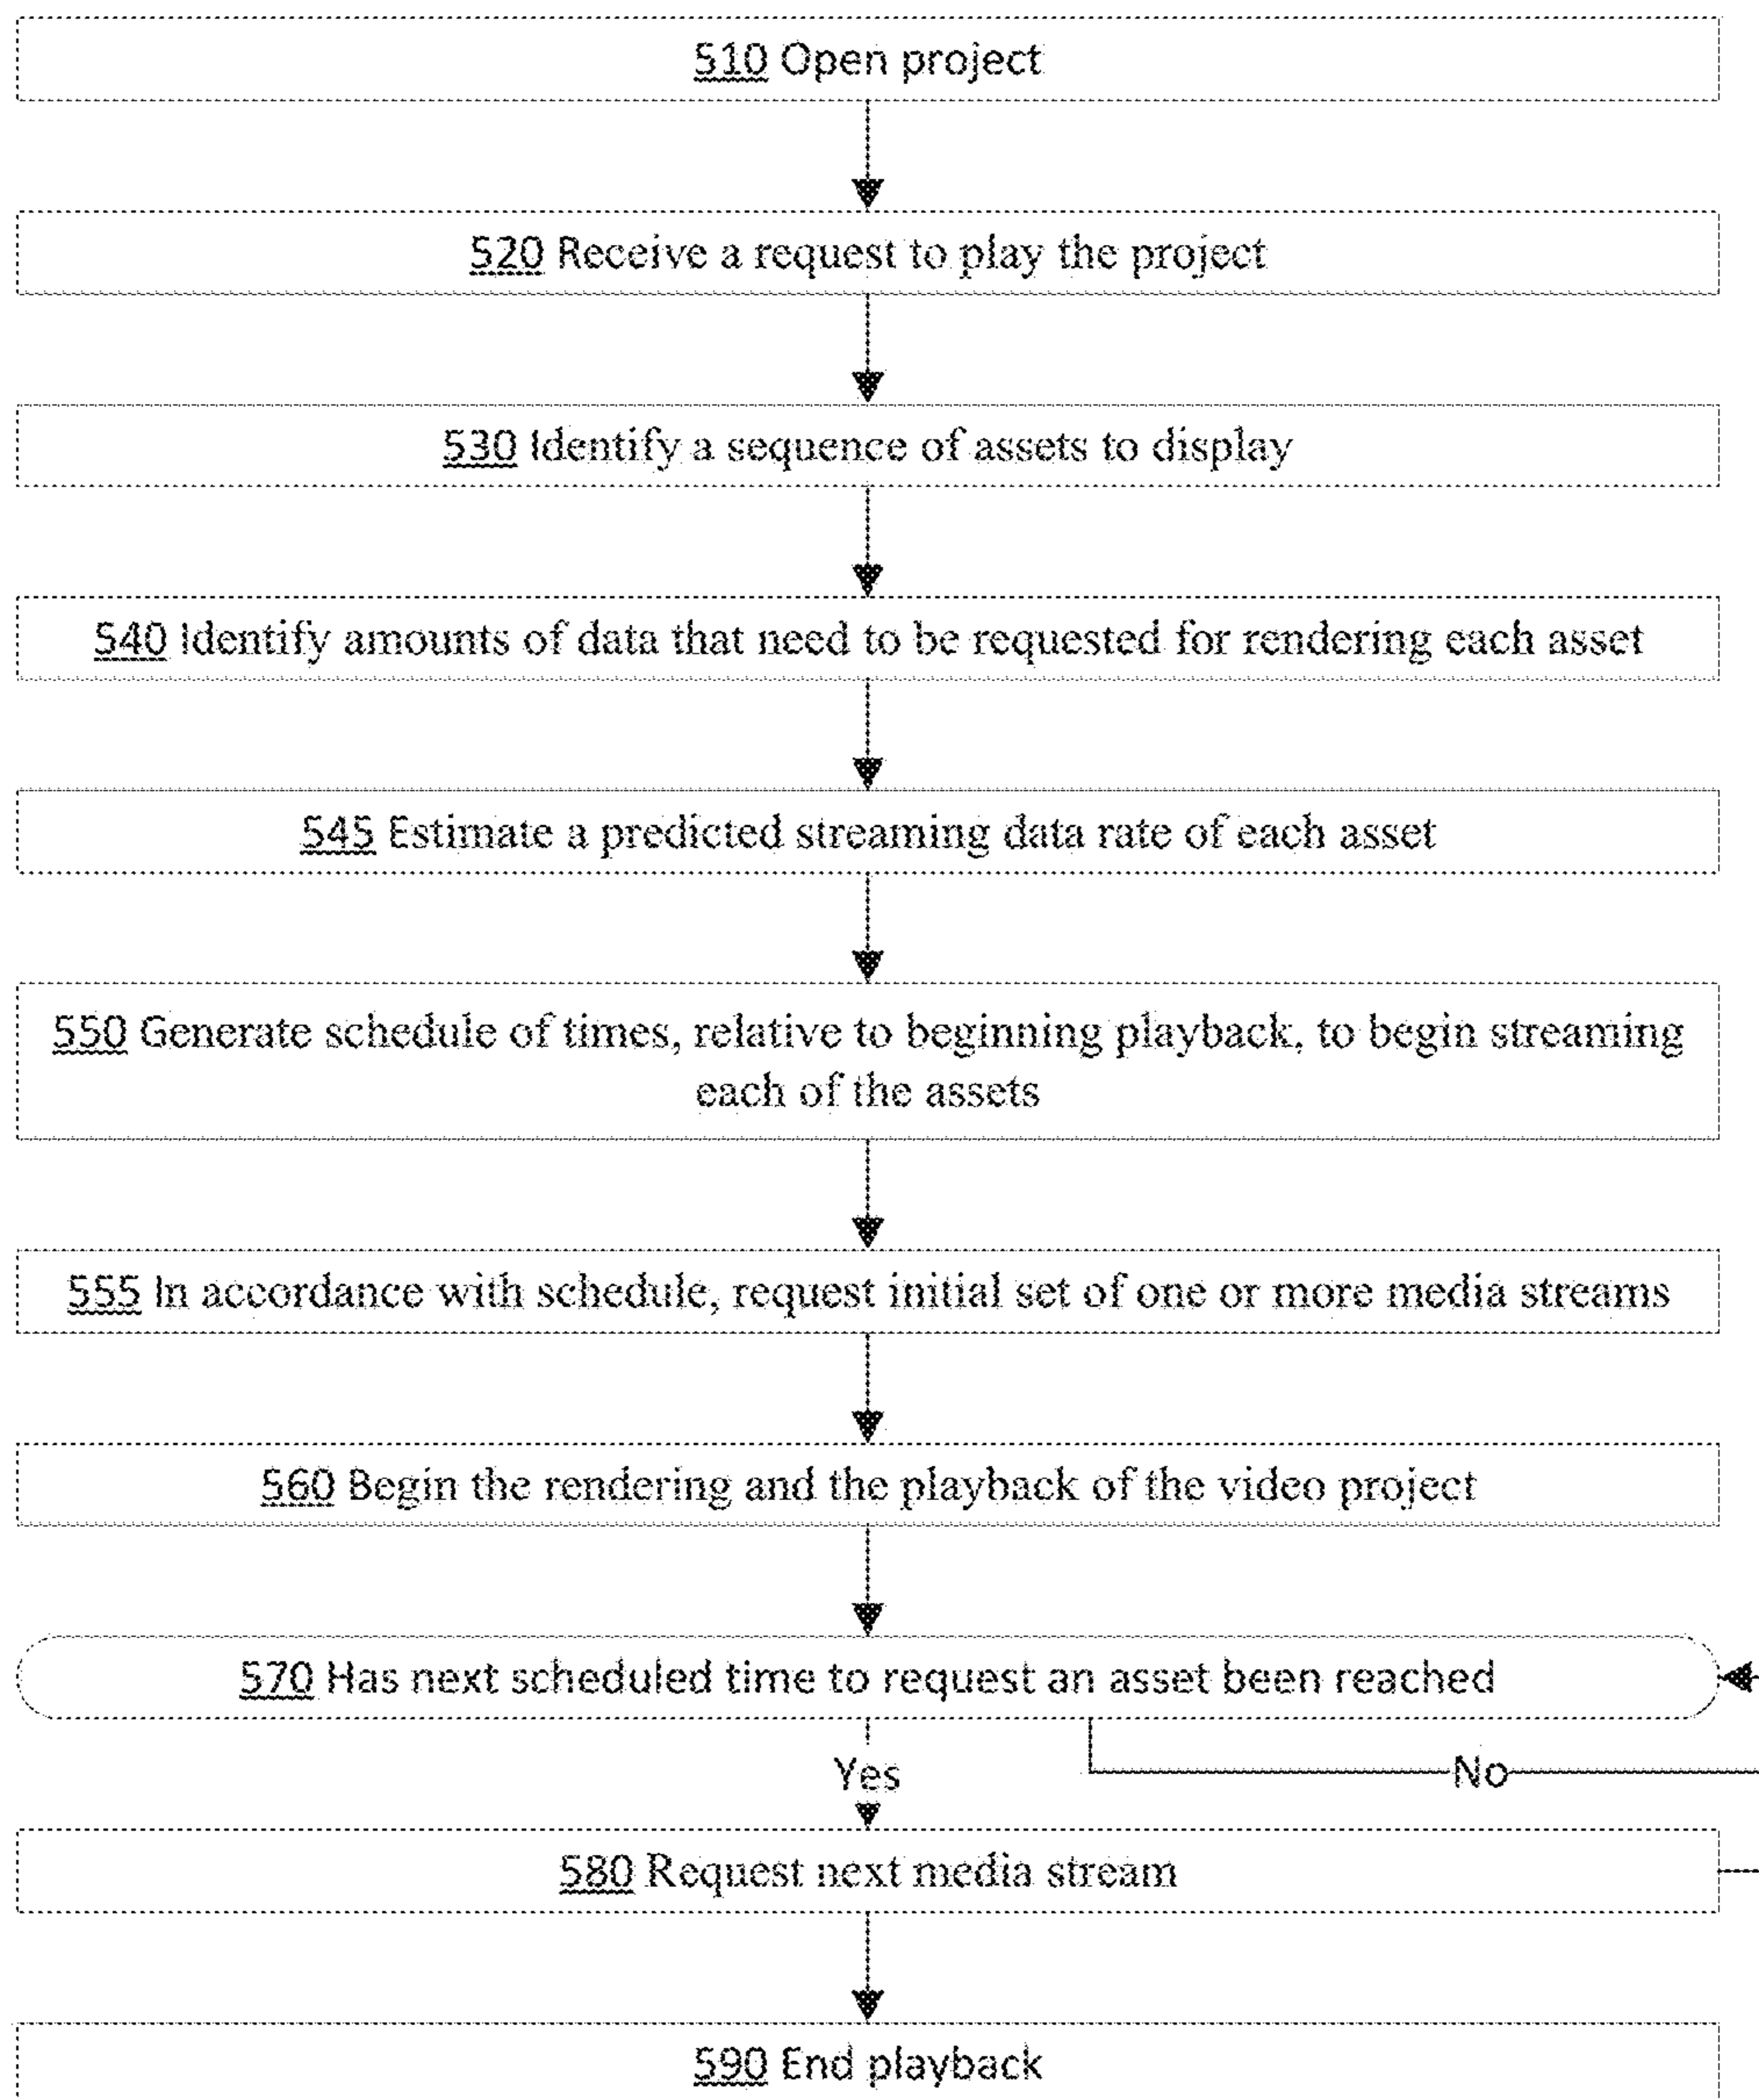 510 Open project
520 Receive a request to play the project
530 Identify a sequence of assets to display
540 Identify amounts of data that need to be requested for rendering each asset
545 Estimate a predicted streaming data rate of each asset
550 Generate schedule of times, relative to beginning playback, to begin streaming
each of the assets
555 In accordance with schedule, request initial set of one or more media streams
560 Begin the rendering and the playback of the video project
570 Has next scheduled time to request an asset been reached
Yes
No
580 Request next media stream
590 End playback